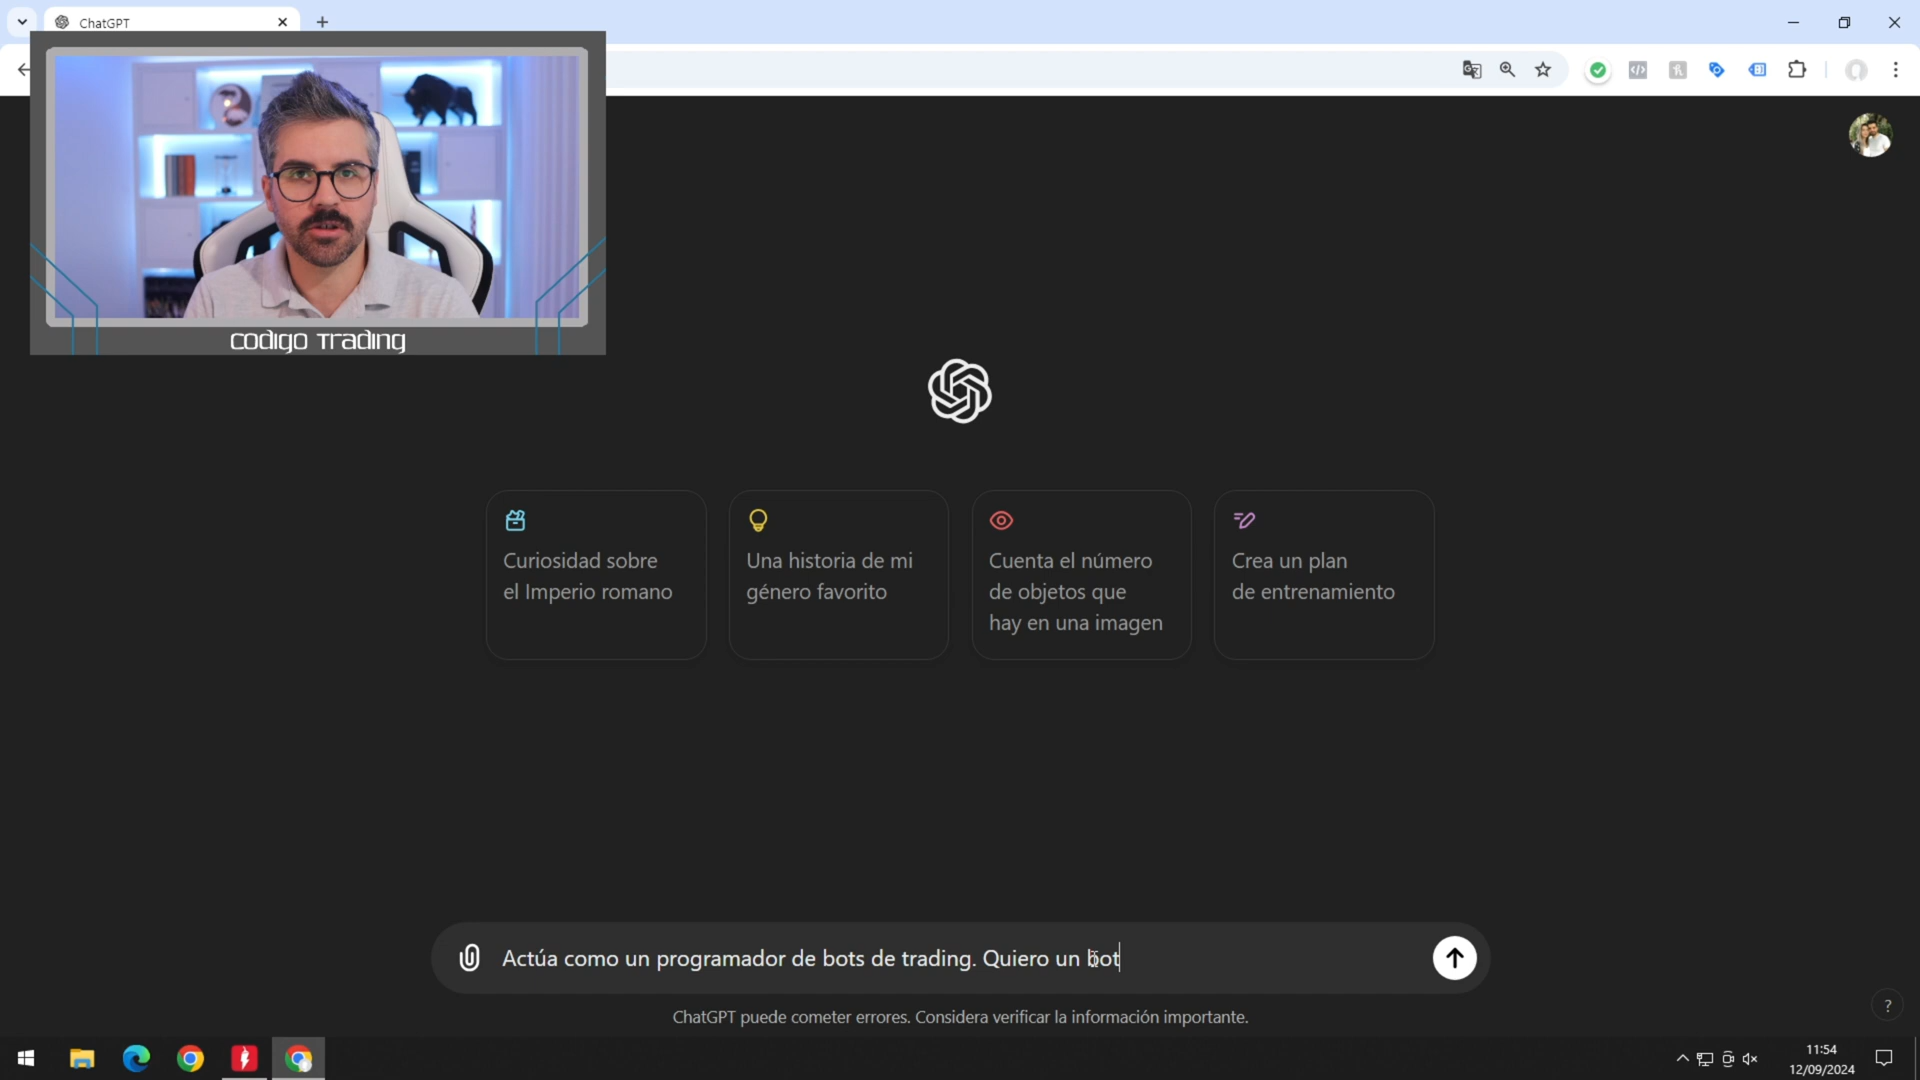 ChatGPT
CODIGO TRADING
Curiosidad sobre
el Imperio romano
Una historia de mi
género favorito
Cuenta el número
de objetos que
hay en una imagen
Crea un plan
de entrenamiento
Actúa como un programador de bots de trading. Quiero un bot
ChatGPT puede cometer errores. Considera verificar la información importante.
?
11:54
12/09/2024